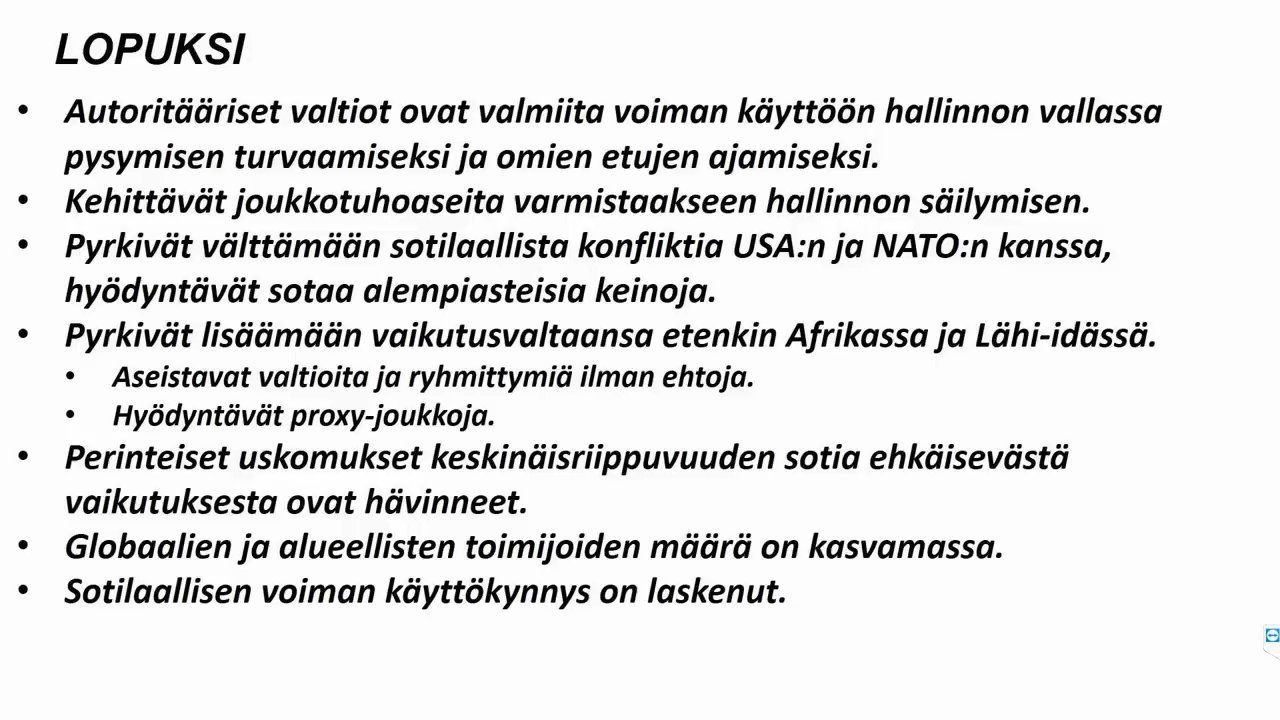 LOPUKSI
• Autoritääriset valtiot ovat valmiita voiman käyttöön hallinnon vallassa
pysymisen turvaamiseksi ja omien etujen ajamiseksi.
• Kehittävät joukkotuhoaseita varmistaakseen hallinnon säilymisen.
• Pyrkivät välttämään sotilaallista konfliktia USA:n ja NATO:n kanssa,
hyödyntävät sotaa alempiasteisia keinoja.
• Pyrkivät lisäämään vaikutusvaltaansa etenkin Afrikassa ja Lähi-idässä.
• Aseistavat valtioita ja ryhmittymiä ilman ehtoja.
• Hyödyntävät proxy-joukkoja.
• Perinteiset uskomukset keskinäisriippuvuuden sotia ehkäisevästä
vaikutuksesta ovat hävinneet.
• Globaalien ja alueellisten toimijoiden määrä on kasvamassa.
• Sotilaallisen voiman käyttökynnys on laskenut.